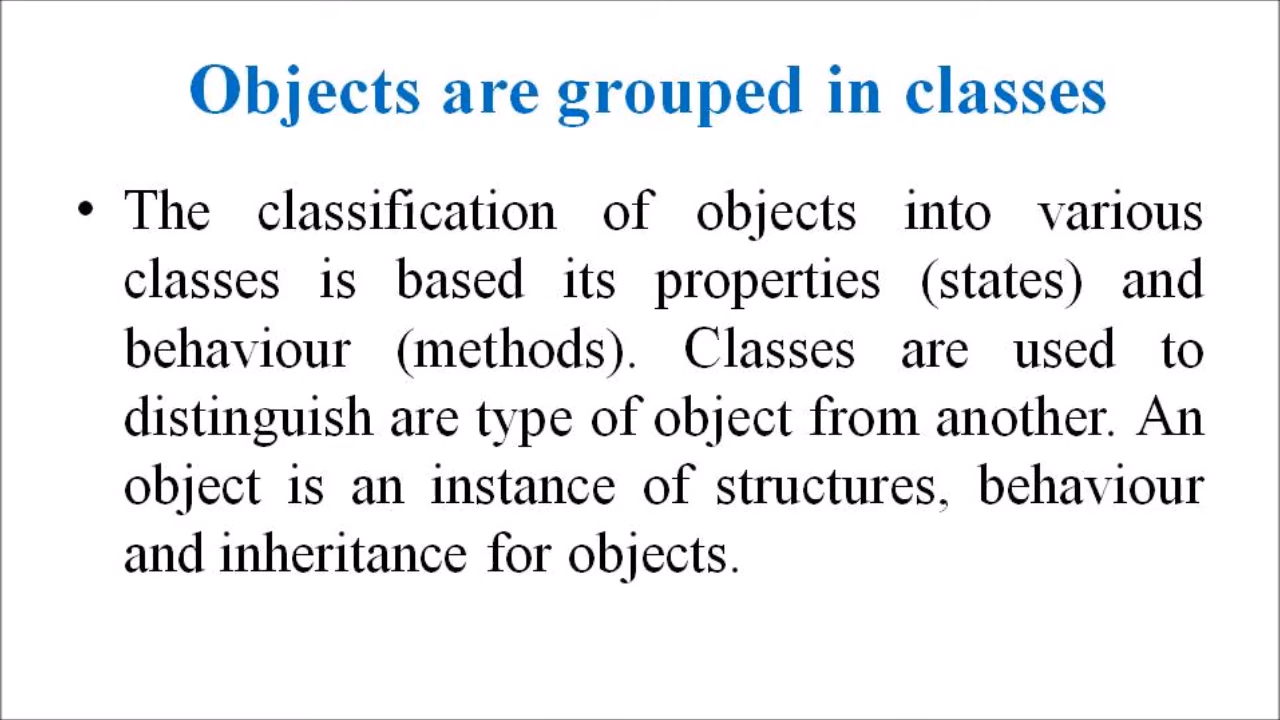 Objects are grouped in classes
• The classification of objects into various
classes is based its properties (states) and
behaviour (methods). Classes are used to
distinguish are type of object from another. An
object is an instance of structures, behaviour
and inheritance for objects.